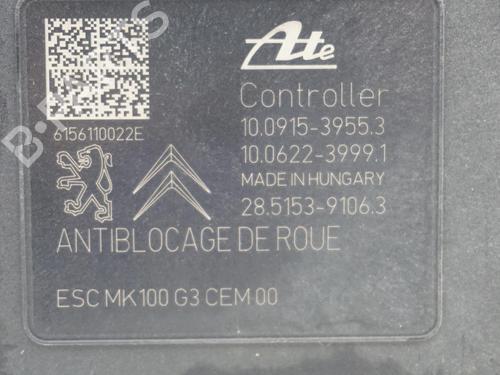 Ate
Controller
10.0915-3955.3
10.0622-3999.1
MADE IN HUNGARY
28.5153-9106.3
6156110022E
ANTIBLOCAGE DE ROUE
ESC MK100 G3 CEM 00